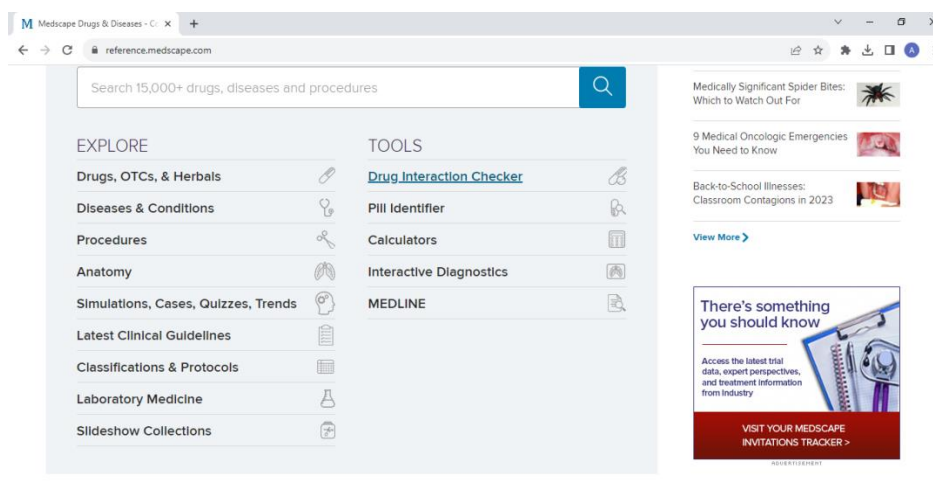 M Medscape Drugs & Diseases - Co
reference.medscape.com
A
Search 15,000+ drugs, diseases and procedures
EXPLORE
Drugs, OTCs, & Herbals
Diseases & Conditions
Procedures
Anatomy
Simulations, Cases, Quizzes, Trends
Latest Clinical Guidelines
Classifications & Protocols
Laboratory Medicine
Slideshow Collections
TOOLS
Drug Interaction Checker
Pill Identifier
Calculators
Interactive Diagnostics
MEDLINE
Medically Significant Spider Bites:
Which to Watch Out For
9 Medical Oncologic Emergencies
You Need to Know
Back-to-School Illnesses:
Classroom Contagions in 2023
View More
There's something
you should know
Access the latest trial
data, expert perspectives,
and treatment information
from industry
VISIT YOUR MEDSCAPE
INVITATIONS TRACKER >
ADVERTISEMENT